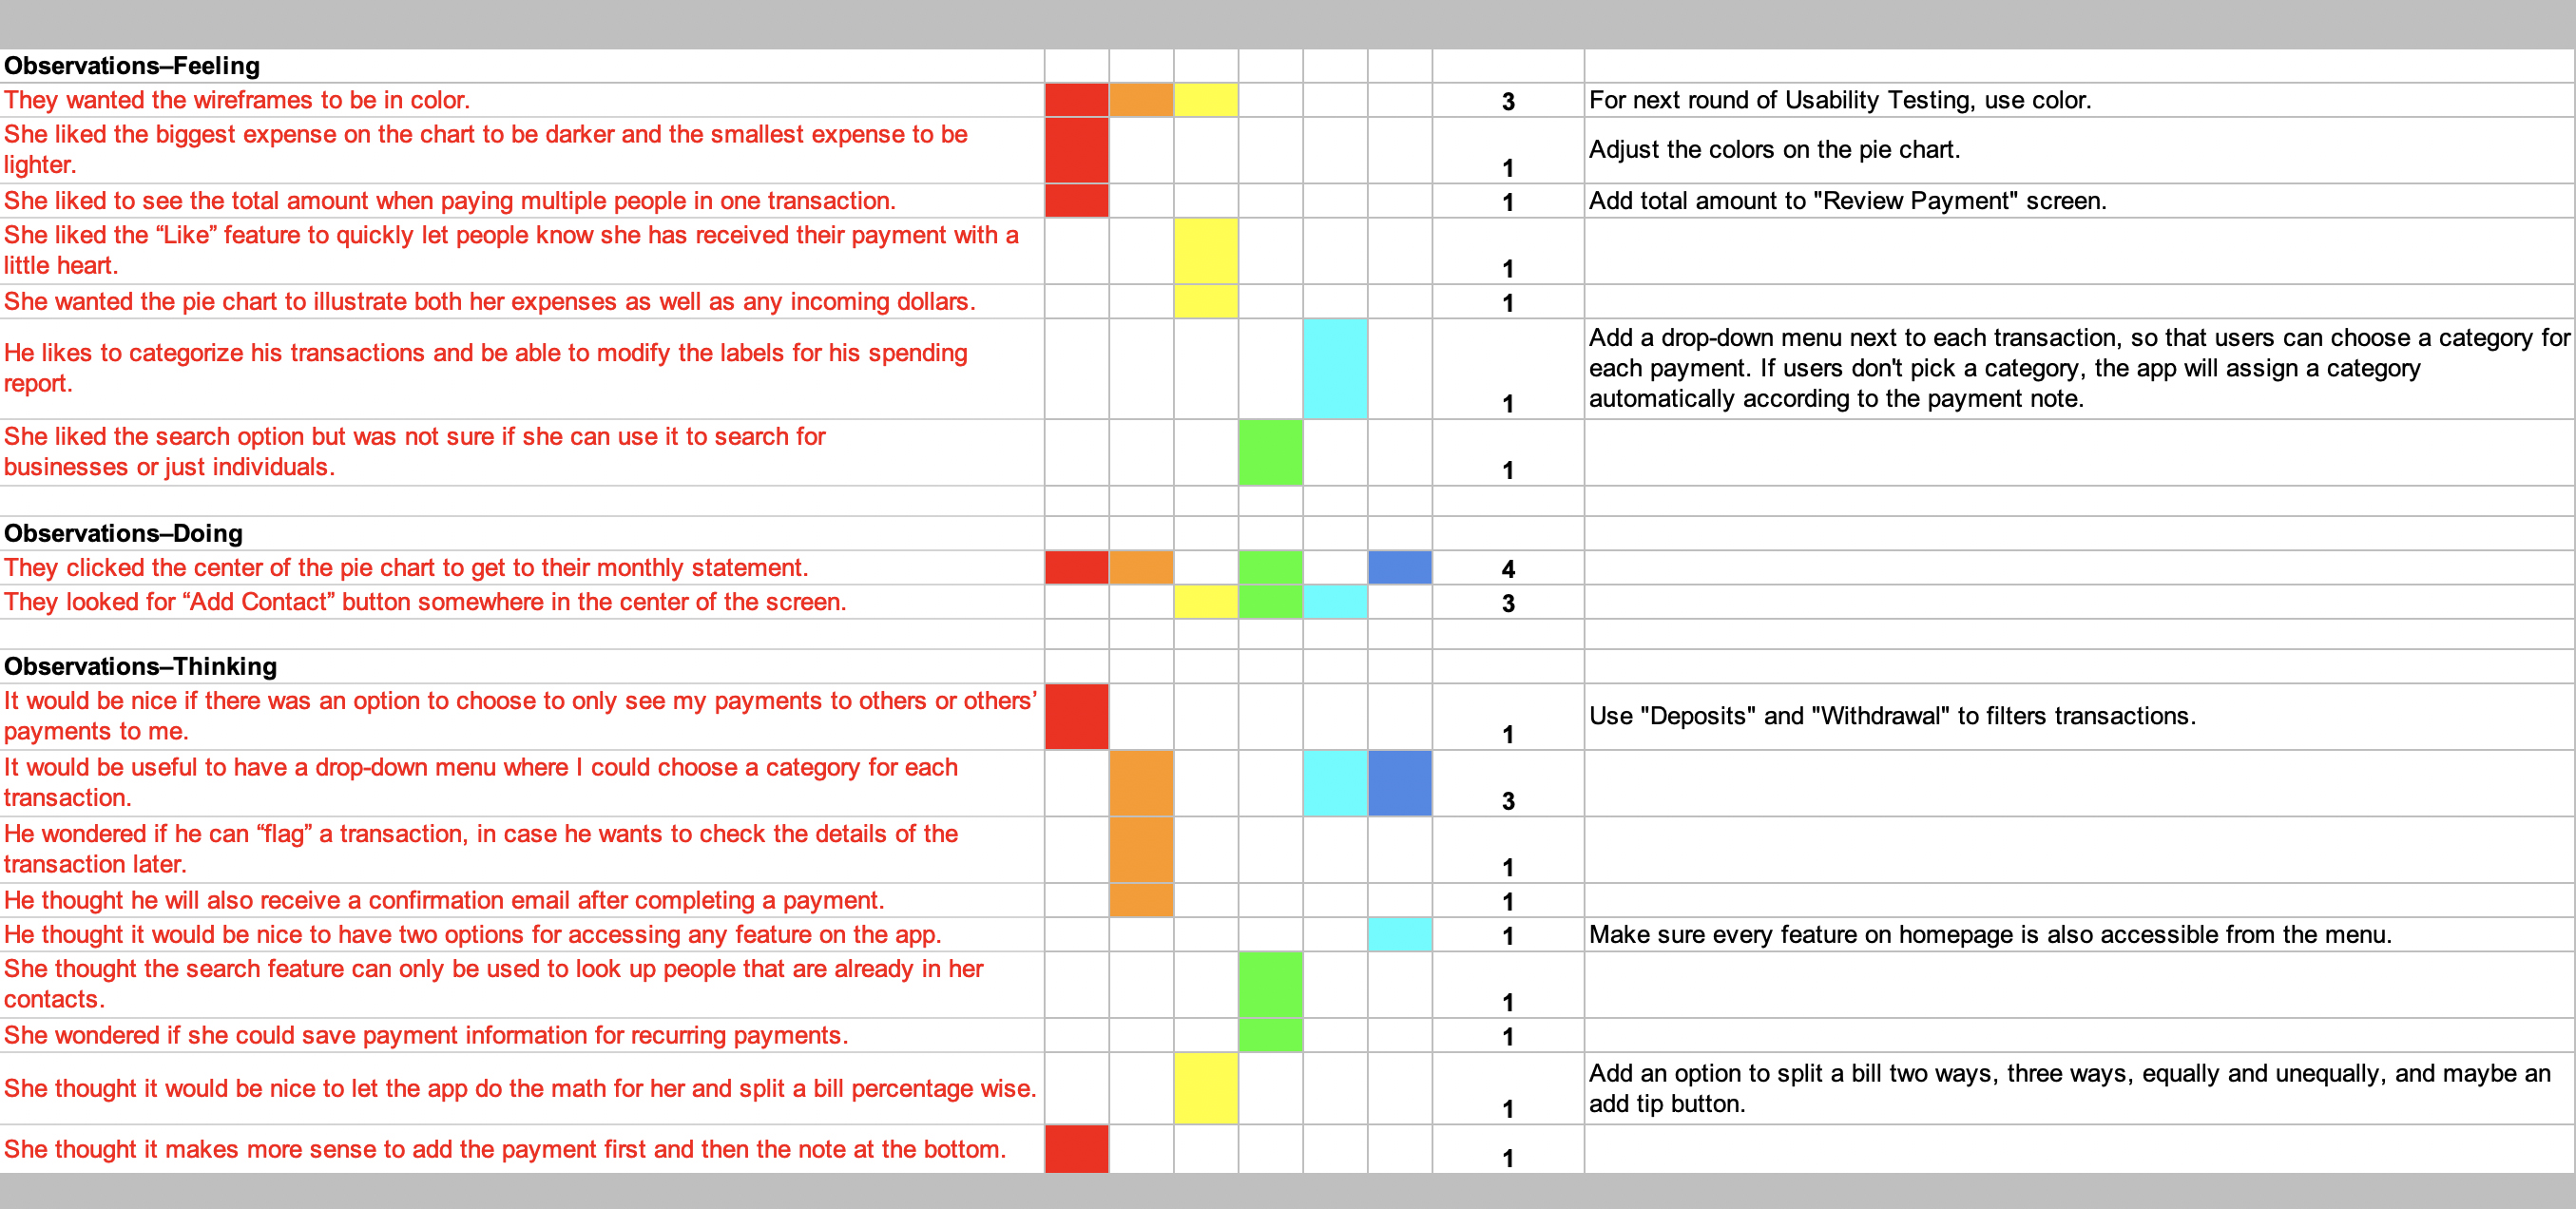 Observations–Feeling
They wanted the wireframes to be in color.
3
For next round of Usability Testing, use color.
She liked the biggest expense on the chart to be darker and the smallest expense to be
lighter.
1
Adjust the colors on the pie chart.
She liked to see the total amount when paying multiple people in one transaction.
1
Add total amount to "Review Payment" screen.
She liked the “Like” feature to quickly let people know she has received their payment with a
little heart.
1
She wanted the pie chart to illustrate both her expenses as well as any incoming dollars.
1
He likes to categorize his transactions and be able to modify the labels for his spending
report.
1
Add a drop-down menu next to each transaction, so that users can choose a category for
each payment. If users don't pick a category, the app will assign a category
automatically according to the payment note.
She liked the search option but was not sure if she can use it to search for
businesses or just individuals.
1
Observations–Doing
They clicked the center of the pie chart to get to their monthly statement.
4
They looked for “Add Contact” button somewhere in the center of the screen.
3
Observations–Thinking
It would be nice if there was an option to choose to only see my payments to others or others’
payments to me.
1
Use "Deposits" and "Withdrawal" to filters transactions.
It would be useful to have a drop-down menu where I could choose a category for each
transaction.
3
He wondered if he can “flag” a transaction, in case he wants to check the details of the
transaction later.
1
He thought he will also receive a confirmation email after completing a payment.
1
He thought it would be nice to have two options for accessing any feature on the app.
1
Make sure every feature on homepage is also accessible from the menu.
She thought the search feature can only be used to look up people that are already in her
contacts.
1
She wondered if she could save payment information for recurring payments.
1
She thought it would be nice to let the app do the math for her and split a bill percentage wise.
1
Add an option to split a bill two ways, three ways, equally and unequally, and maybe an
add tip button.
She thought it makes more sense to add the payment first and then the note at the bottom.
1